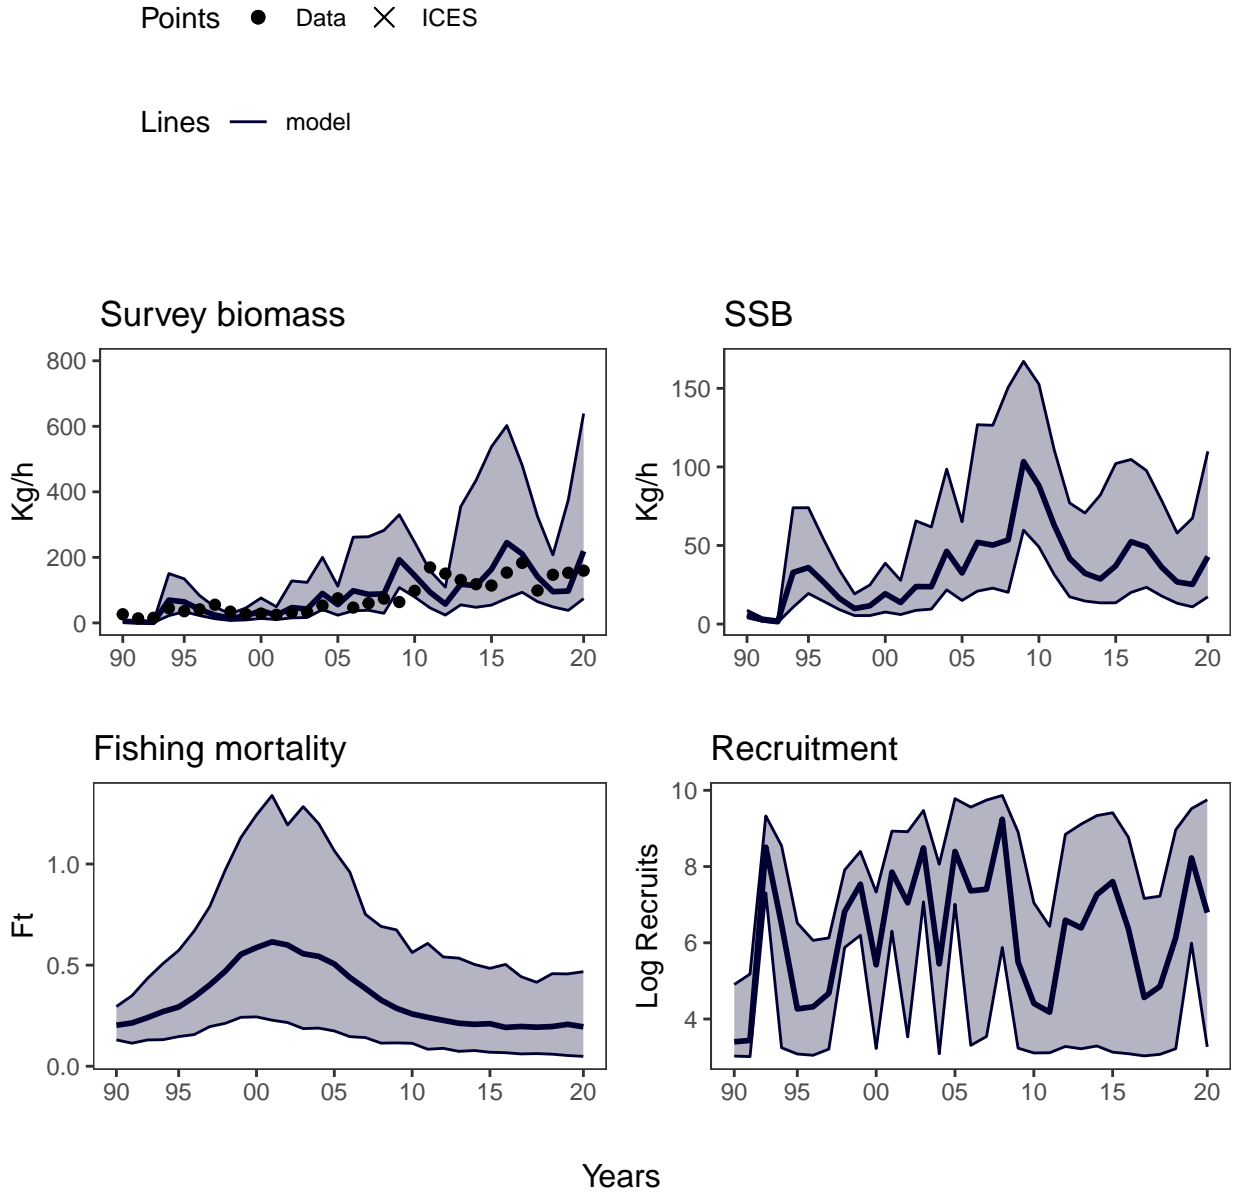 Points Data ICES
Lines model
Survey biomass
Kg/h
800
600
400
200
0
90 95 00 05 10 15 20
SSB
Kg/h
150
100
50
0
90 95 00 05 10 15 20
Fishing mortality
Ft
1.0
0.5
0.0
90 95 00 05 10 15 20
Recruitment
Log Recruits
10
8
6
4
90 95 00 05 10 15 20
Years